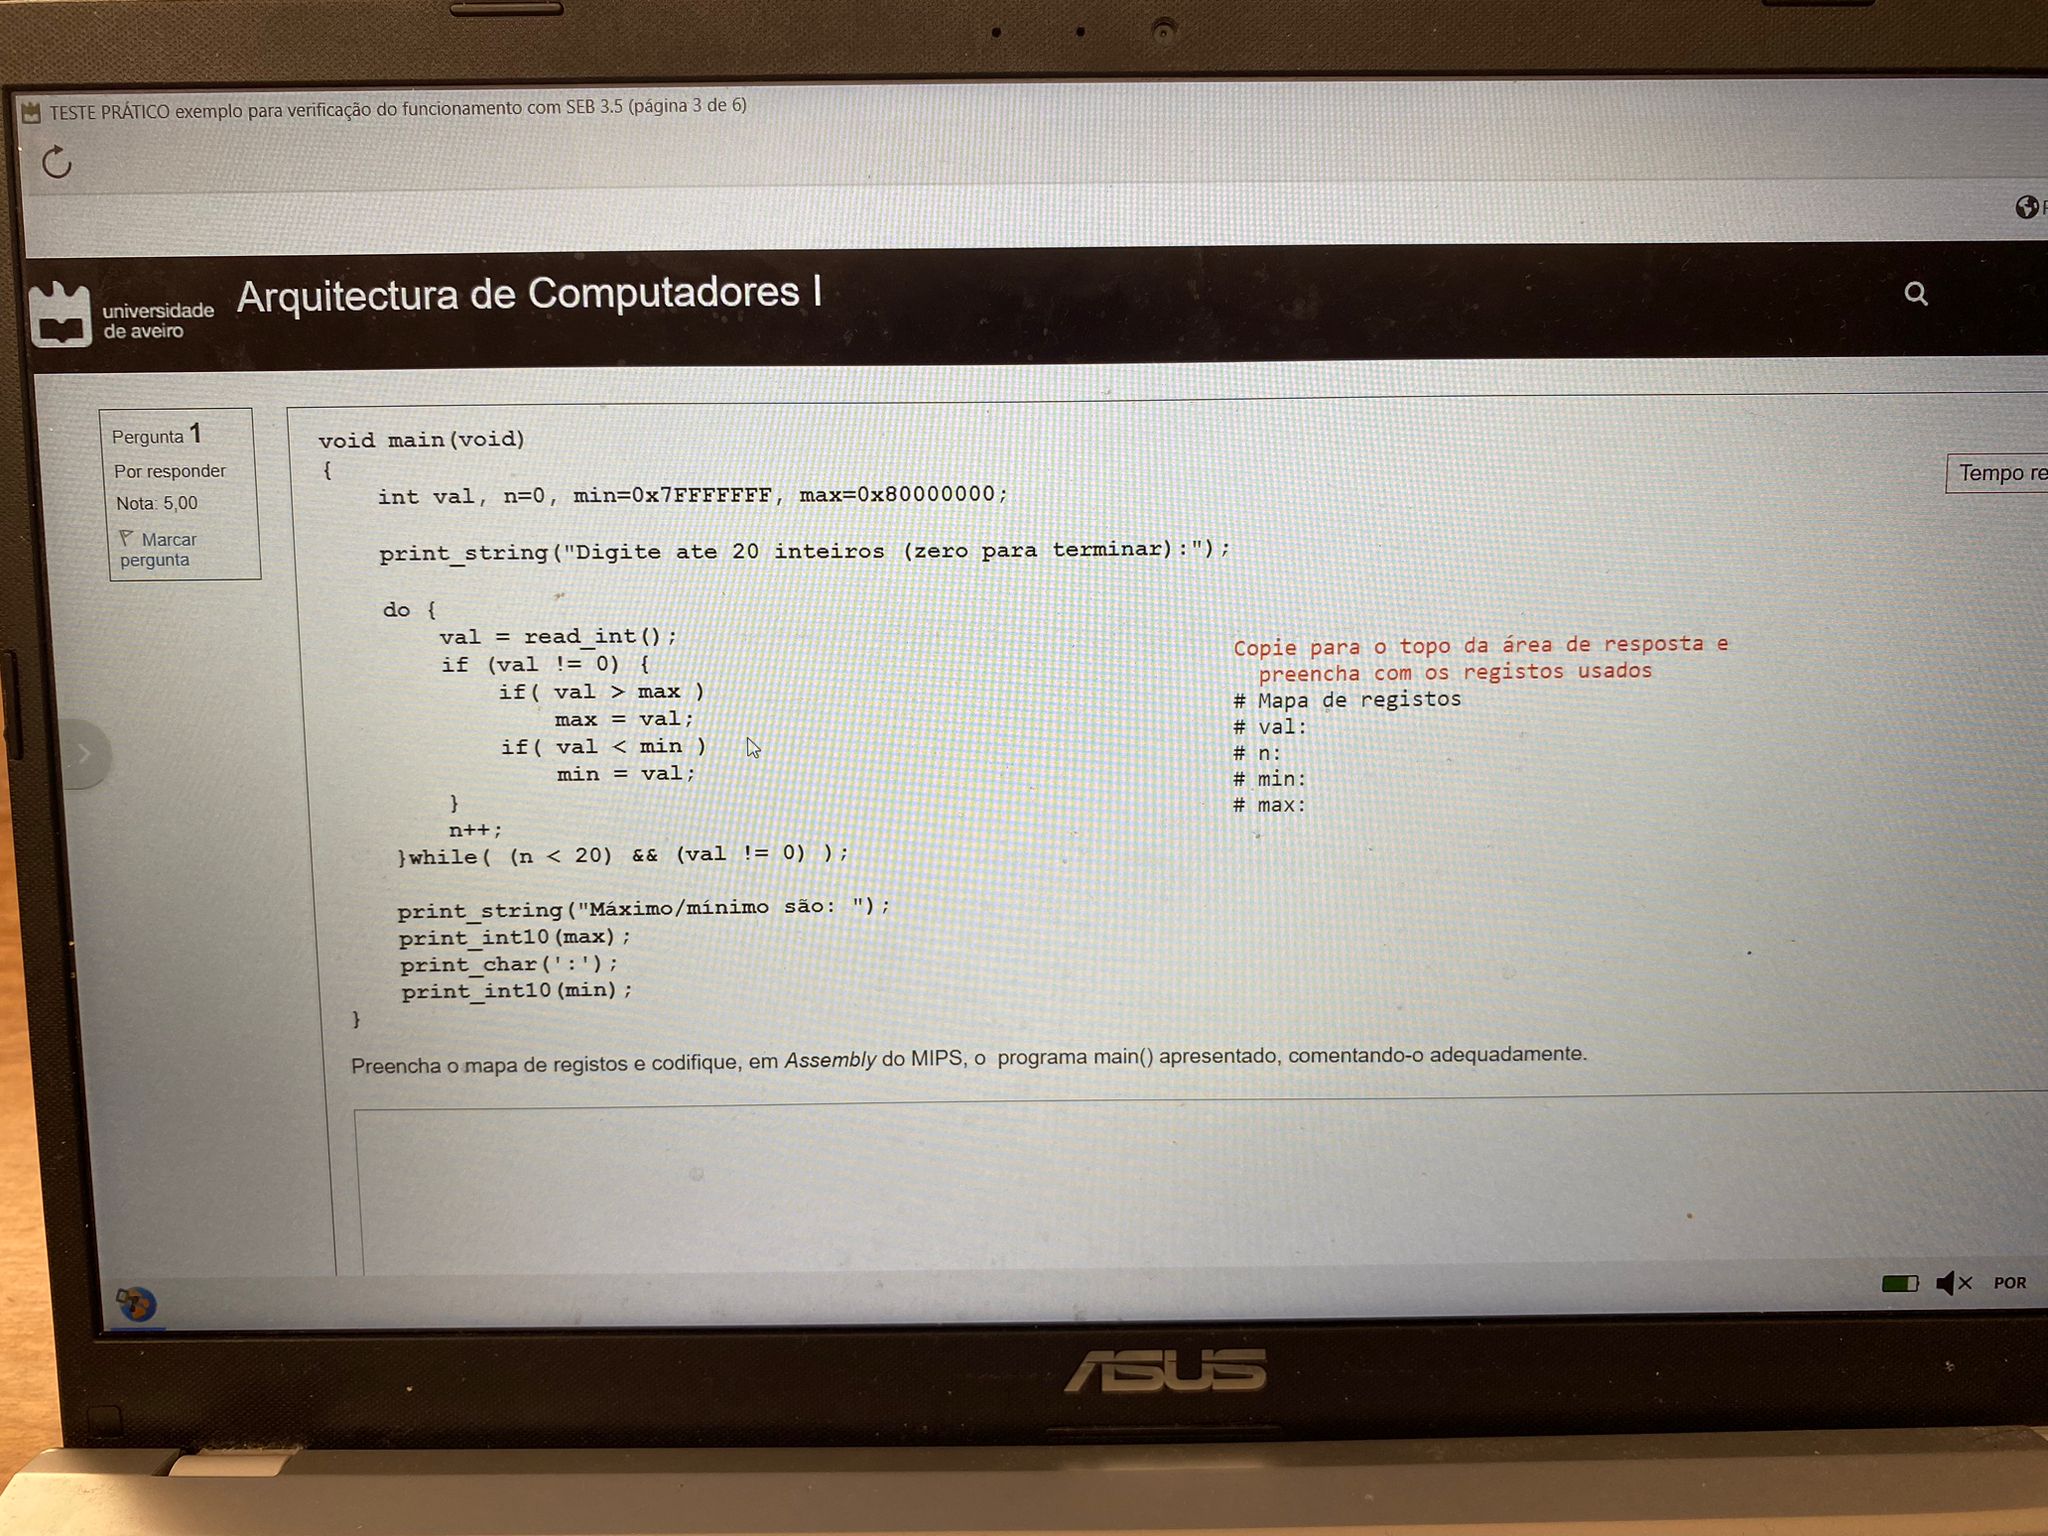 TESTE PRÁTICO exemplo para verificação do funcionamento com SEB 3.5 (página 3 de 6)
universidade
de aveiro
Arquitectura de Computadores I
Pergunta 1
Por responder
Nota: 5,00
Marcar
pergunta
Tempo re
void main(void)
{
int val, n=0, min=0x7FFFFFFF, max=0x80000000;
print_string("Digite ate 20 inteiros (zero para terminar):");
do {
val = read_int();
if (val != 0) {
if( val > max )
max = val;
if( val < min )
min = val;
}
n++;
}while( (n < 20) && (val != 0) );
print_string("Máximo/mínimo são: ");
print_int10(max);
print_char(':');
print_int10(min);
}
Copie para o topo da área de resposta e
preencha com os registos usados
# Mapa de registos
# val:
# n:
# min:
# max:
Preencha o mapa de registos e codifique, em Assembly do MIPS, o programa main() apresentado, comentando-o adequadamente.
POR
ASUS